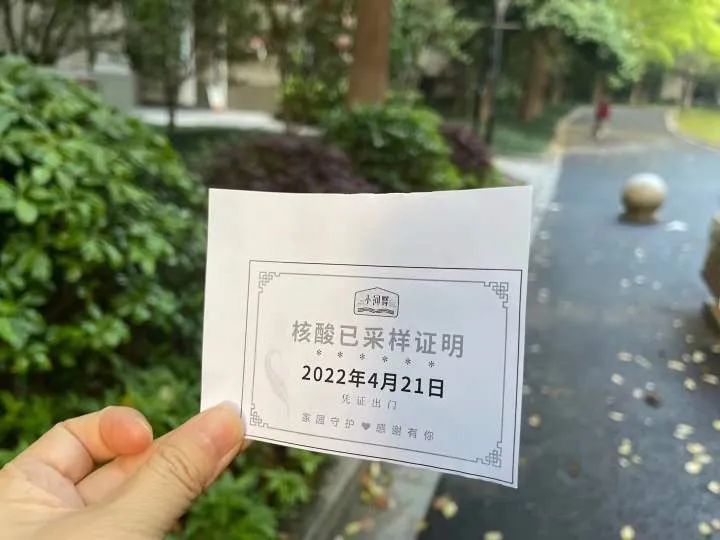 小河臂
核酸已采样证明
******
2022年4月21日
凭证出门
家园守护❤感谢有你